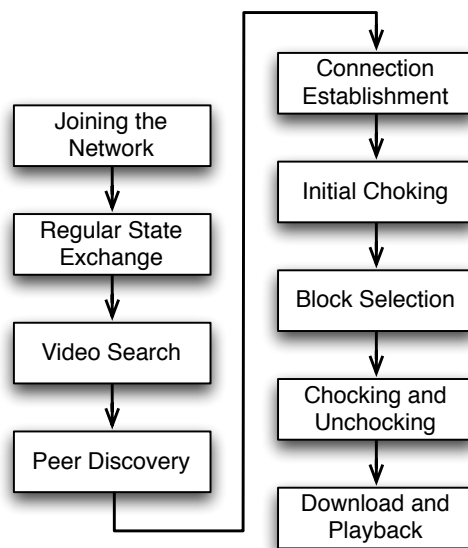 Joining the
Network
Regular State
Exchange
Video Search
Peer Discovery
Connection
Establishment
Initial Choking
Block Selection
Chocking and
Unchocking
Download and
Playback